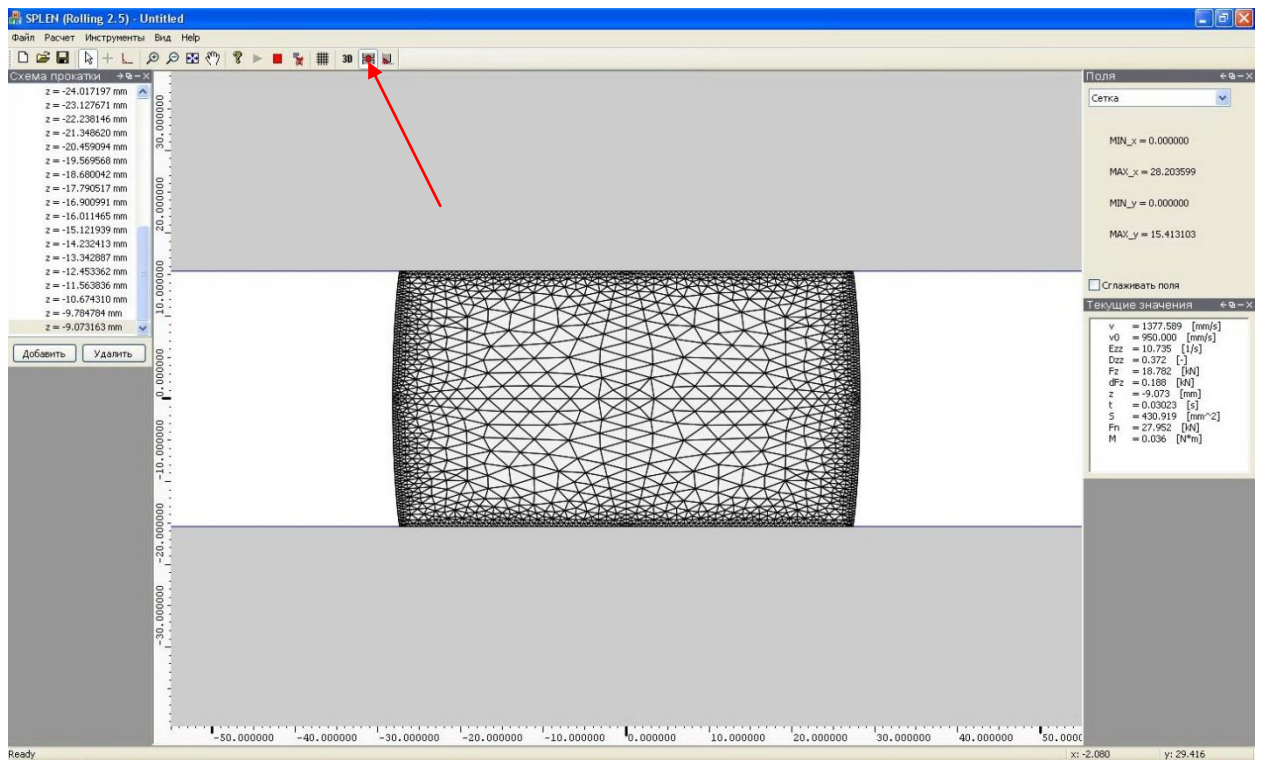 SPLEN (Rolling 2.5) - Untitled
Файл Расчет Инструменты Вид Help
3D
Схема прокатки
z = -24.017197 mm
z = -23.127671 mm
z = -22.238146 mm
z = -21.348620 mm
z = -20.459094 mm
z = -19.569568 mm
z = -18.680042 mm
z = -17.790517 mm
z = -16.900991 mm
z = -16.011465 mm
z = -15.121939 mm
z = -14.232413 mm
z = -13.342887 mm
z = -12.453362 mm
z = -11.563836 mm
z = -10.674310 mm
z = -9.784784 mm
z = -9.073163 mm
Добавить Удалить
30.000000
20.000000
10.000000
0.000000
-10.000000
-20.000000
-30.000000
-50.000000 -40.000000 -30.000000 -20.000000 -10.000000 0.000000 10.000000 20.000000 30.000000 40.000000 50.0000
Поля
Сетка
MIN_x = 0.000000
MAX_x = 28.203599
MIN_y = 0.000000
MAX_y = 15.413103
Сглаживать поля
Текущие значения
v = 1377.589 [mm/s]
v0 = 950.000 [mm/s]
Ezz = 10.735 [1/s]
Dzz = 0.372 [-]
Fz = 18.782 [kN]
dFz = 0.188 [kN]
z = -9.073 [mm]
t = 0.03023 [s]
S = 430.919 [mm^2]
Fn = 27.952 [kN]
M = 0.036 [N*m]
Ready
x: -2.080 y: 29.416